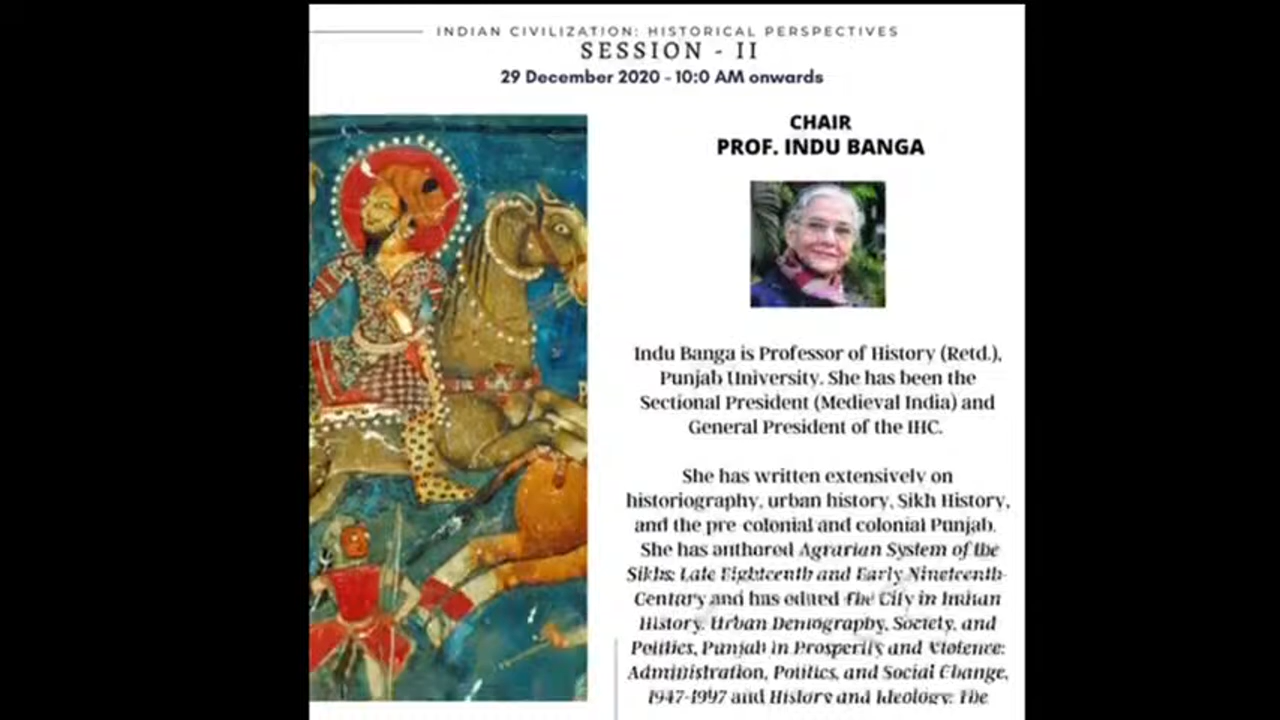 INDIAN CIVILIZATION: HISTORICAL PERSPECTIVES
SESSION - II
29 December 2020 - 10:0 AM onwards
CHAIR
PROF. INDU BANGA
Indu Banga is Professor of History (Retd.),
Punjab University. She has been the
Sectional President (Medieval India) and
General President of the IHC.
She has written extensively on
historiography, urban history, Sikh History,
and the pre-colonial and colonial Punjab.
She has authored Agrarian System of the
Sikhs: Late Eighteenth and Early Nineteenth-
Century and has edited The City in Indian
History. Urban Demography, Society, and
Politics, Punjab in Prosperity and Violence:
Administration, Politics, and Social Change,
1947-1997 and History and Ideology: The